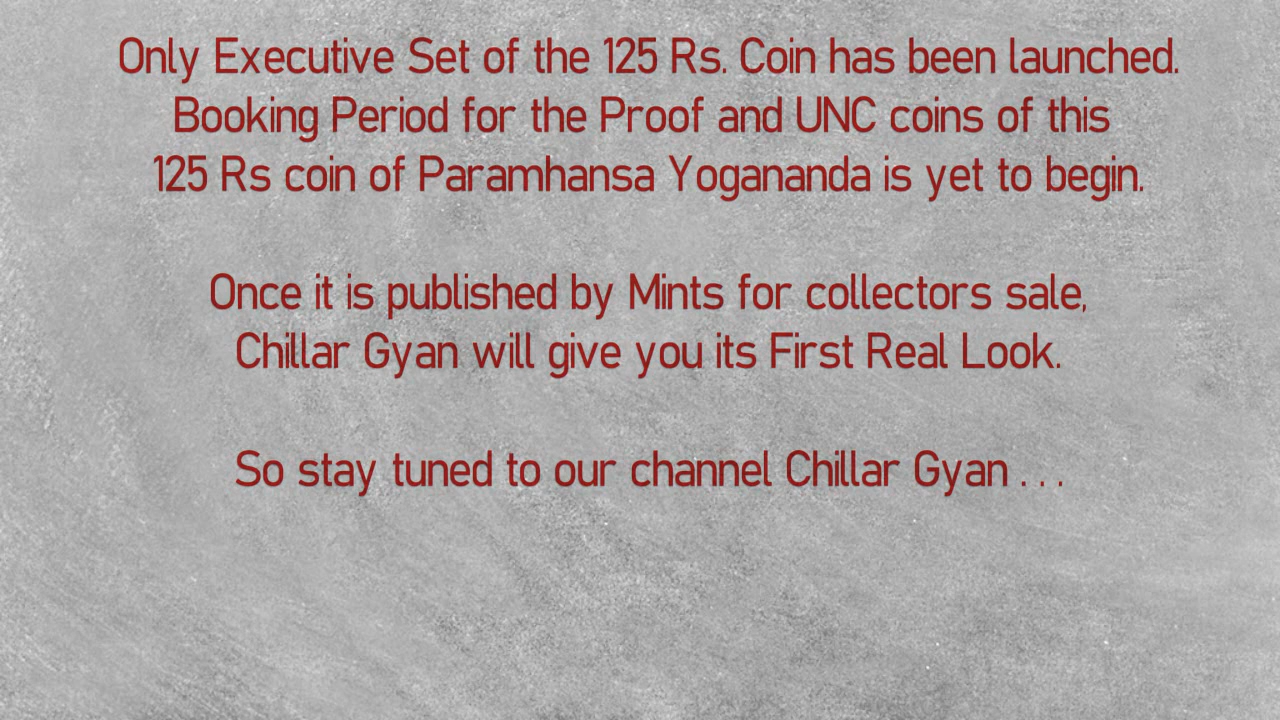 Only Executive Set of the 125 Rs. Coin has been launched.
Booking Period for the Proof and UNC coins of this
125 Rs coin of Paramhansa Yogananda is yet to begin.
Once it is published by Mints for collectors sale,
Chillar Gyan will give you its First Real Look.
So stay tuned to our channel Chillar Gyan . . .